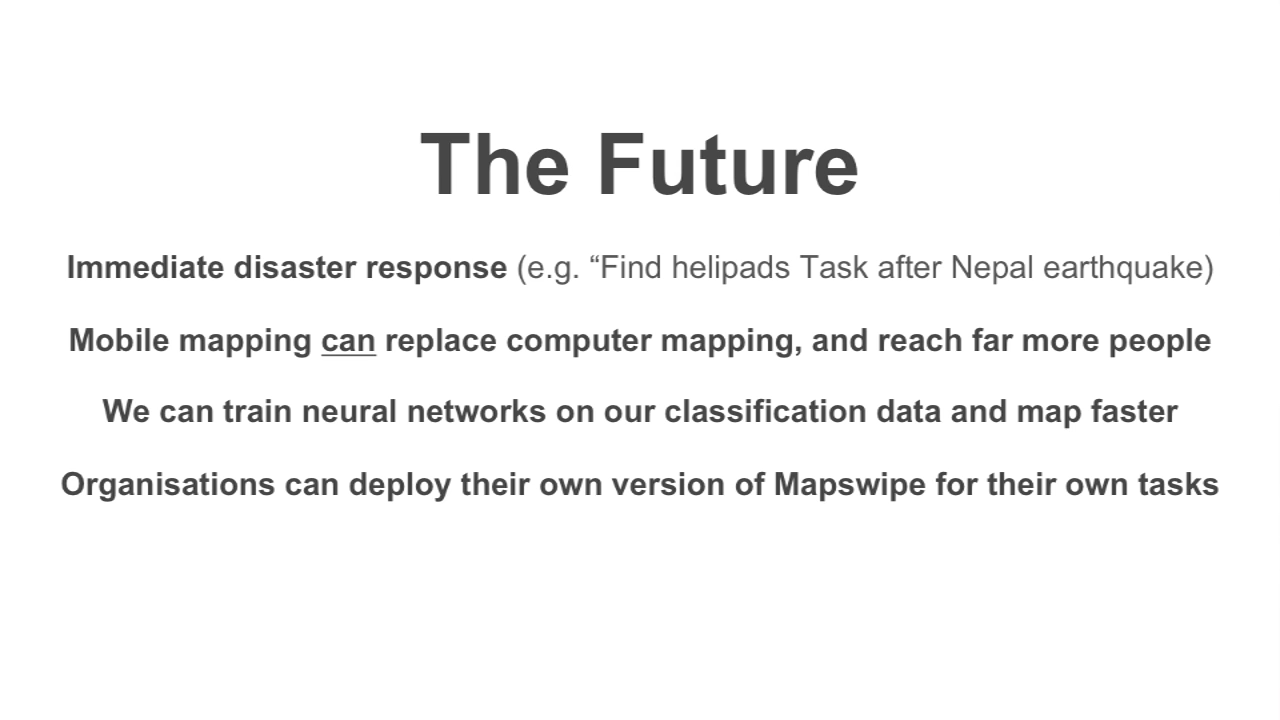 The Future
Immediate disaster response (e.g. “Find helipads Task after Nepal earthquake)
Mobile mapping can replace computer mapping, and reach far more people
We can train neural networks on our classification data and map faster
Organisations can deploy their own version of Mapswipe for their own tasks